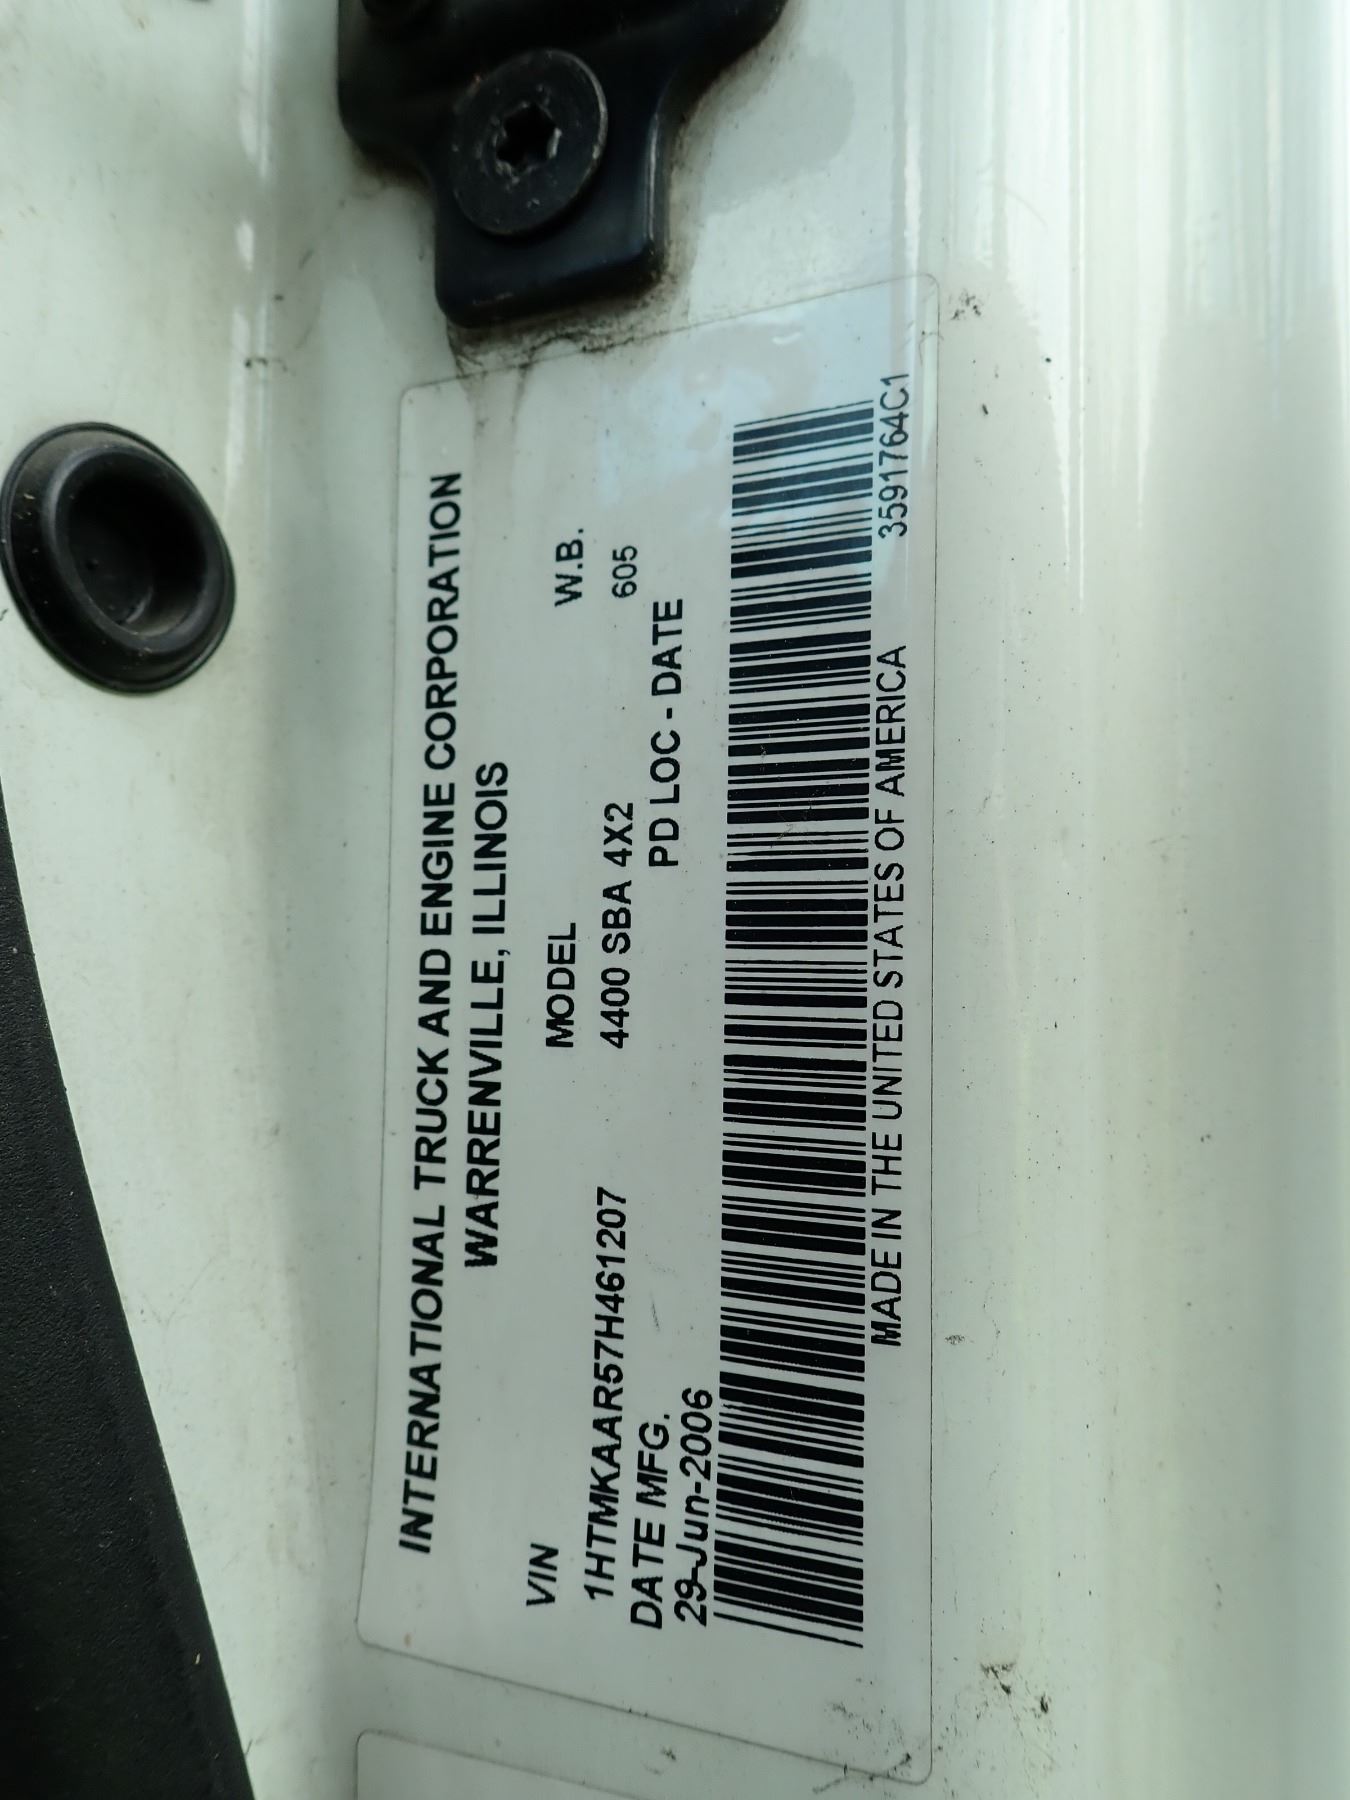 INTERNATIONAL TRUCK AND ENGINE CORPORATION
WARRENVILLE, ILLINOIS
VIN MODEL W.B.
1HTMKAAR57H461207 4400 SBA 4X2 605
DATE MFG. PD LOC - DATE
29-Jun-2006
MADE IN THE UNITED STATES OF AMERICA 3591764C1